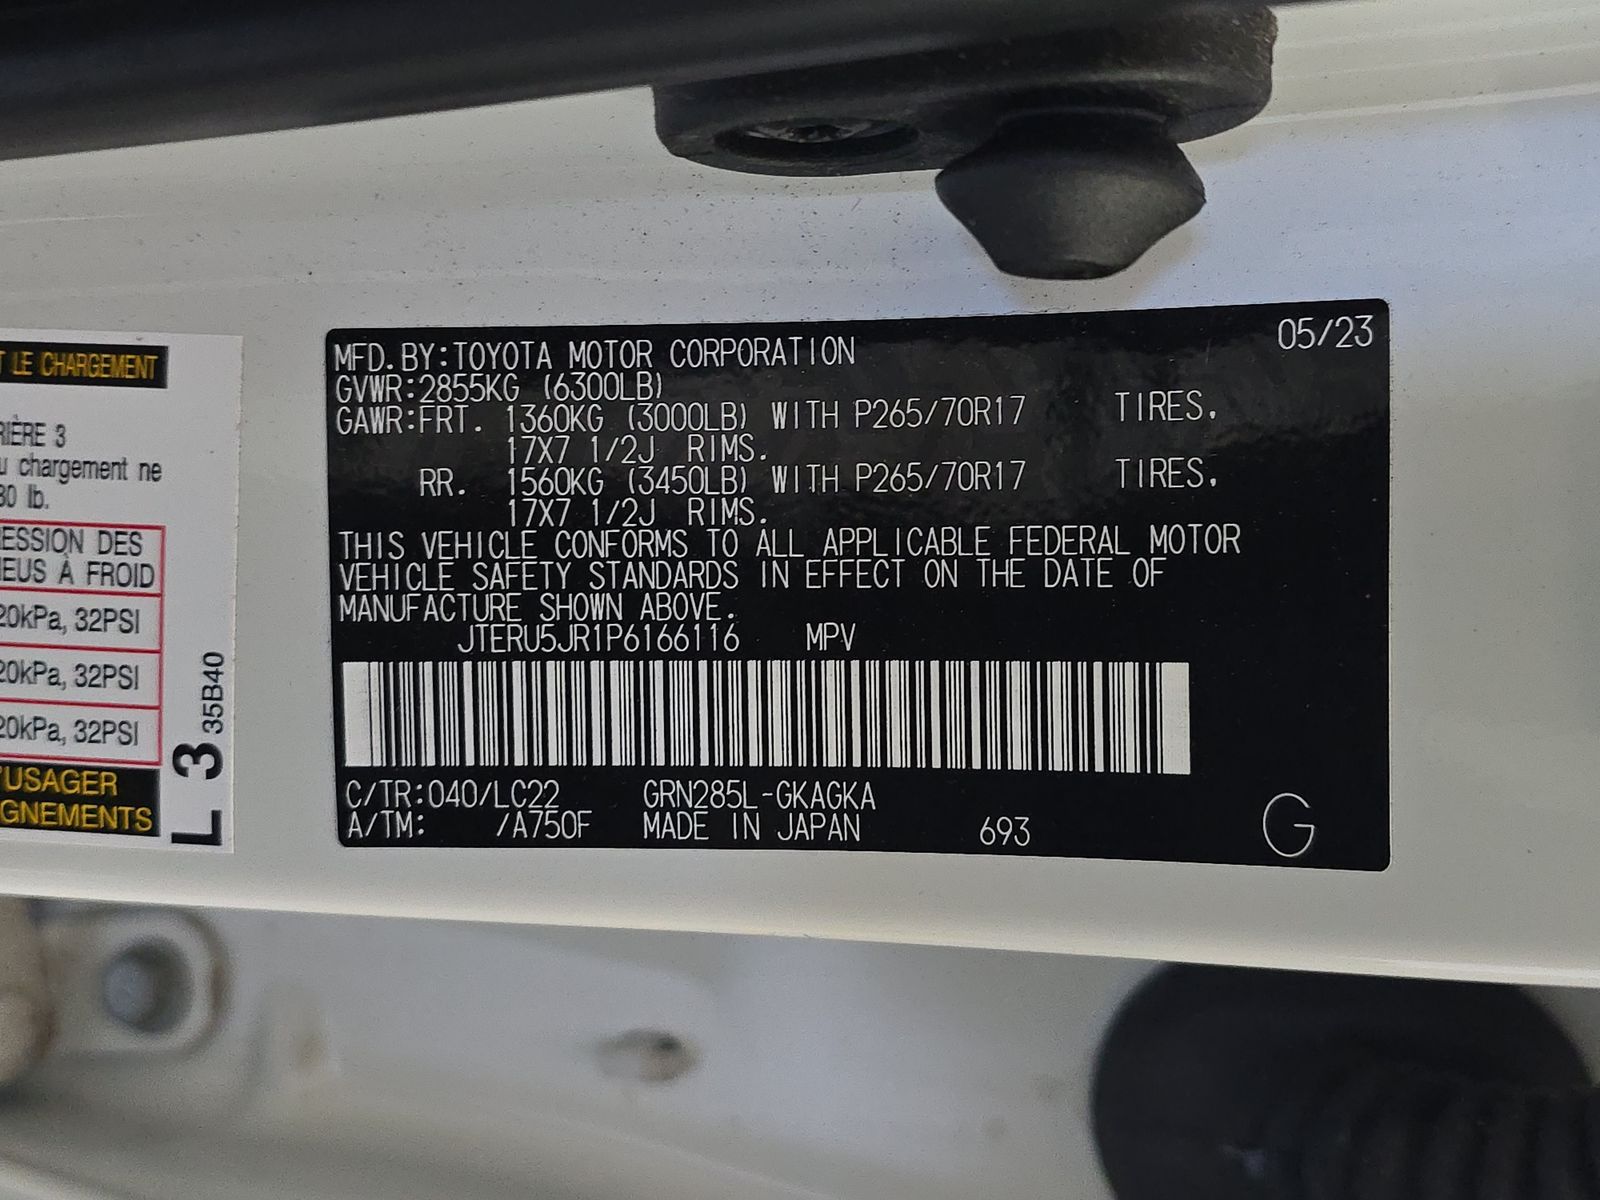 T LE CHARGEMENT
RIÈRE 3
u chargement ne
30 lb.
ESSION DES
NEUS À FROID
20kPa, 32PSI
20kPa, 32PSI
20kPa, 32PSI
'USAGER
GNEMENTS
L 3 35B40
05/23
MFD. BY:TOYOTA MOTOR CORPORATION
GVWR:2855KG (6300LB)
GAWR:FRT. 1360KG (3000LB) WITH P265/70R17 TIRES.
17X7 1/2J RIMS.
RR. 1560KG (3450LB) WITH P265/70R17 TIRES.
17X7 1/2J RIMS.
THIS VEHICLE CONFORMS TO ALL APPLICABLE FEDERAL MOTOR
VEHICLE SAFETY STANDARDS IN EFFECT ON THE DATE OF
MANUFACTURE SHOWN ABOVE.
JTERU5JR1P6166116 MPV
C/TR:040/LC22 GRN285L-GKAGKA
A/TM: /A750F MADE IN JAPAN 693 G